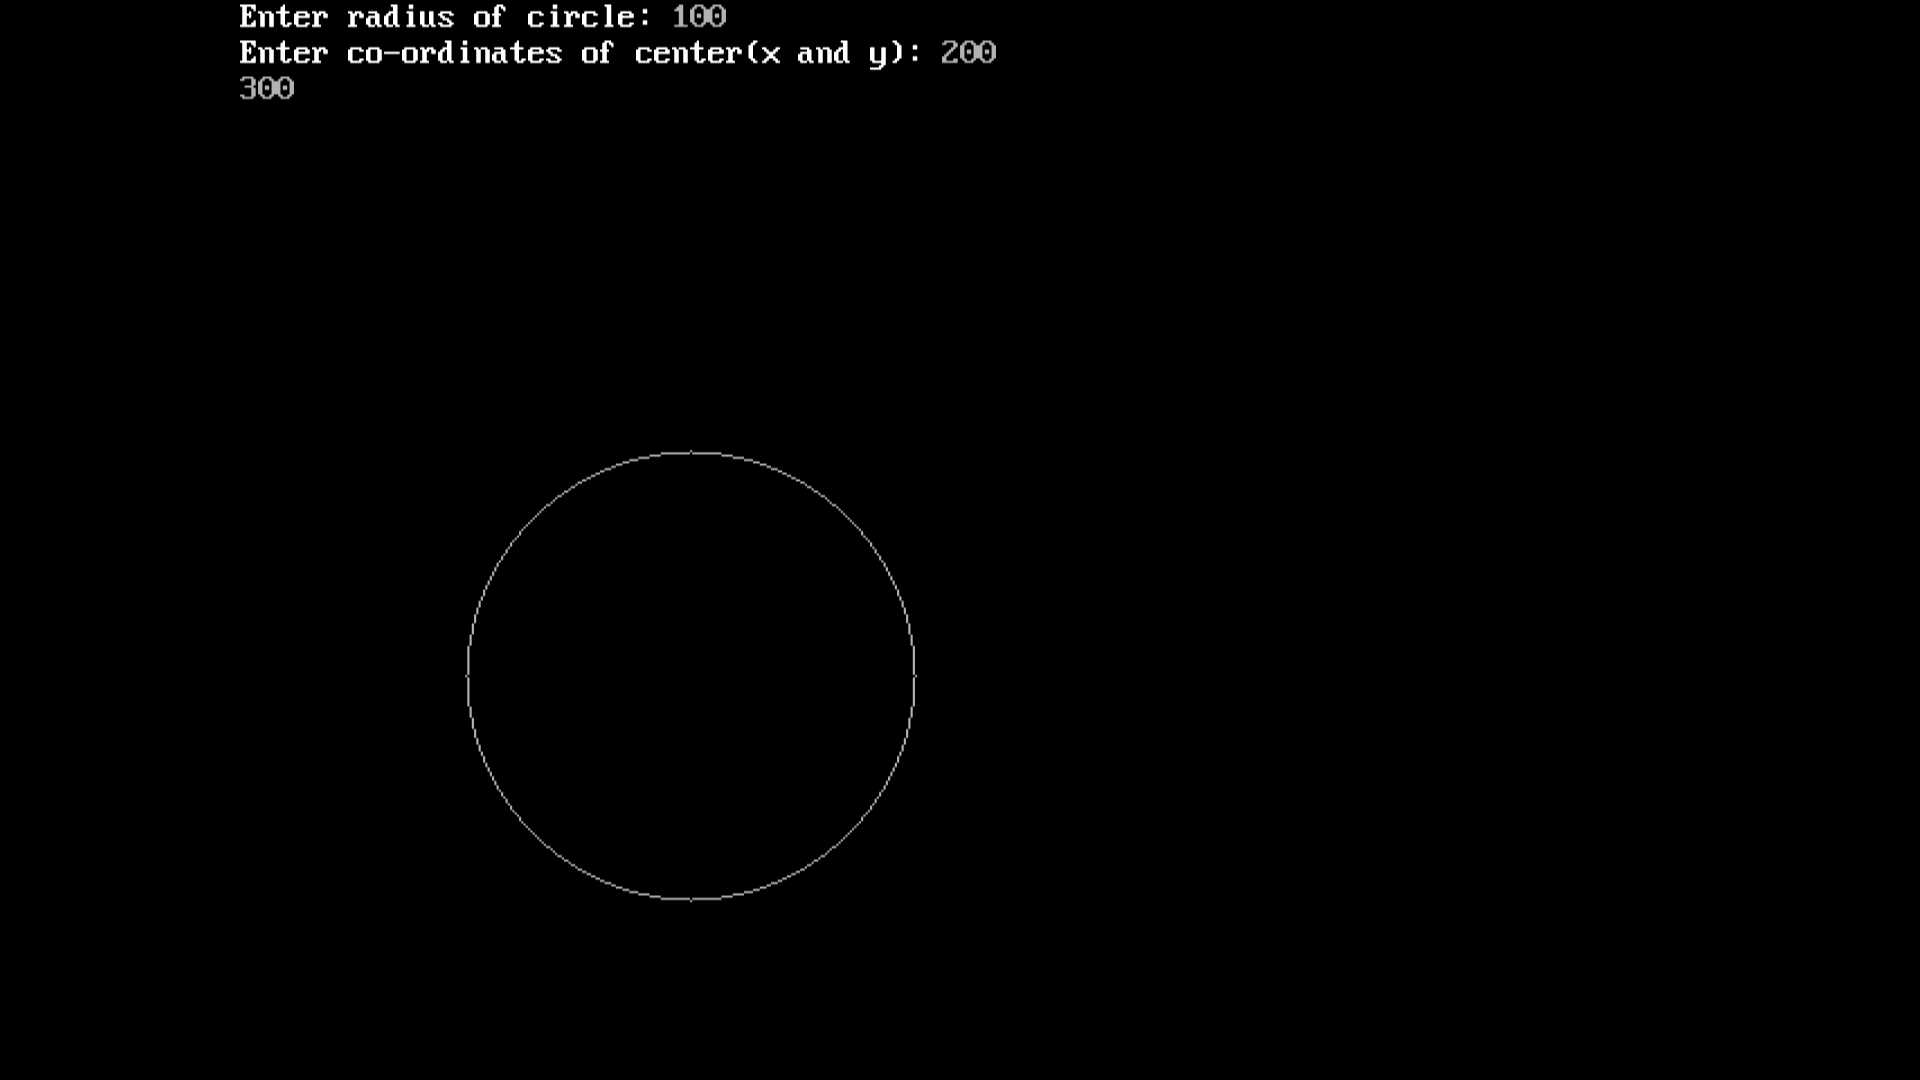 Enter radius of circle: 100
Enter co-ordinates of center(x and y): 200
300